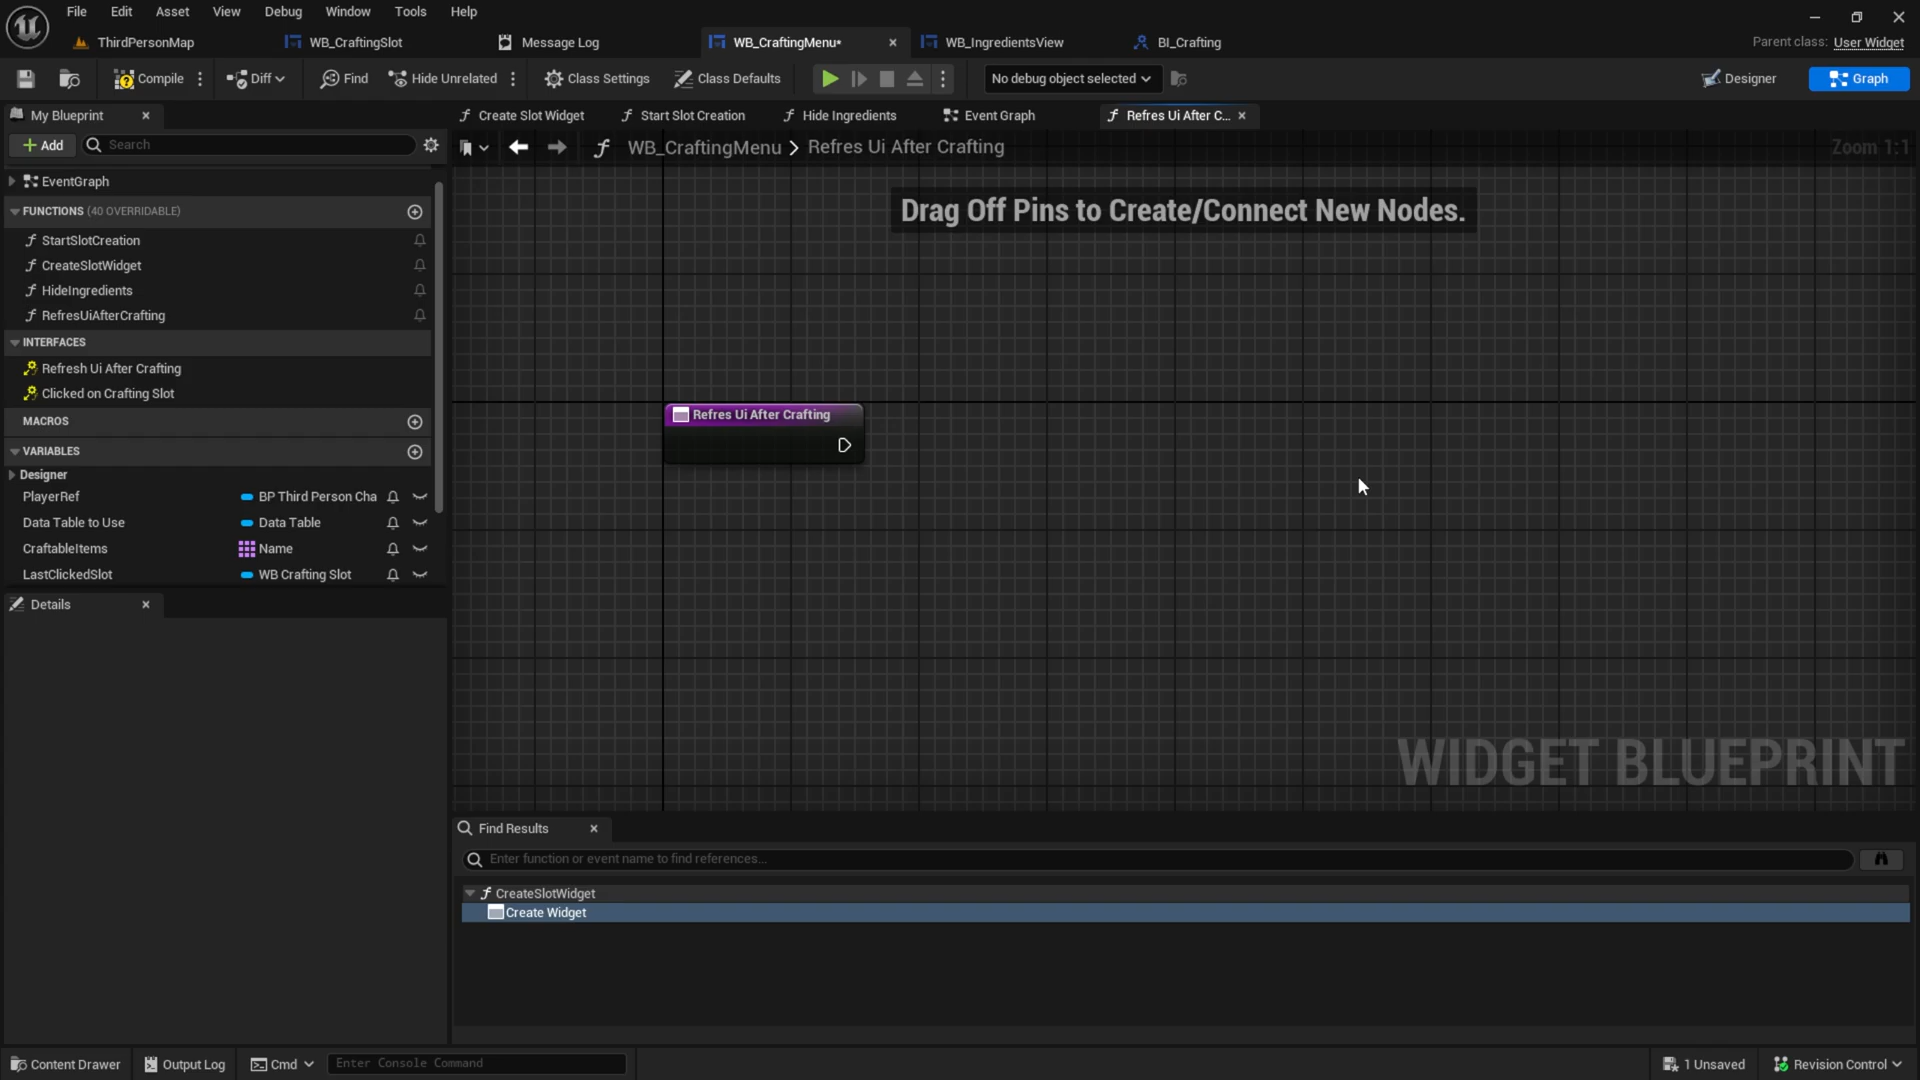 File Edit Asset View Debug Window Tools Help
ThirdPersonMap WB_CraftingSlot Message Log WB_CraftingMenu* WB_IngredientsView BI_Crafting Parent class: User Widget
Compile Diff Find Hide Unrelated Class Settings Class Defaults No debug object selected Designer Graph
My Blueprint Create Slot Widget Start Slot Creation Hide Ingredients Event Graph Refres Ui After C...
Add Search WB_CraftingMenu > Refres Ui After Crafting Zoom 1:1
EventGraph
FUNCTIONS (40 OVERRIDABLE)
Drag Off Pins to Create/Connect New Nodes.
StartSlotCreation
CreateSlotWidget
HideIngredients
RefresUiAfterCrafting
INTERFACES
Refresh Ui After Crafting
Clicked on Crafting Slot
MACROS
Refres Ui After Crafting
VARIABLES
Designer
PlayerRef BP Third Person Cha
Data Table to Use Data Table
CraftableItems Name
LastClickedSlot WB Crafting Slot
Details
WIDGET BLUEPRINT
Find Results
Enter function or event name to find references...
CreateSlotWidget
Create Widget
Content Drawer Output Log Cmd Enter Console Command 1 Unsaved Revision Control